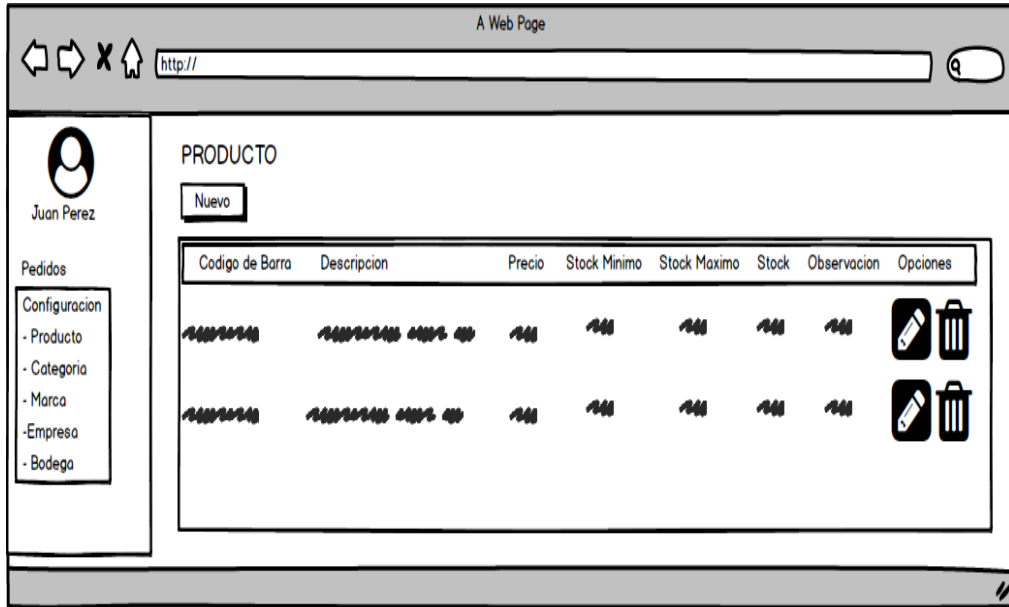 A Web Page
http://
Juan Perez
Pedidos
Configuracion
- Producto
- Categoria
- Marca
-Empresa
- Bodega
PRODUCTO
Nuevo
Codigo de Barra Descripcion Precio Stock Minimo Stock Maximo Stock Observacion Opciones